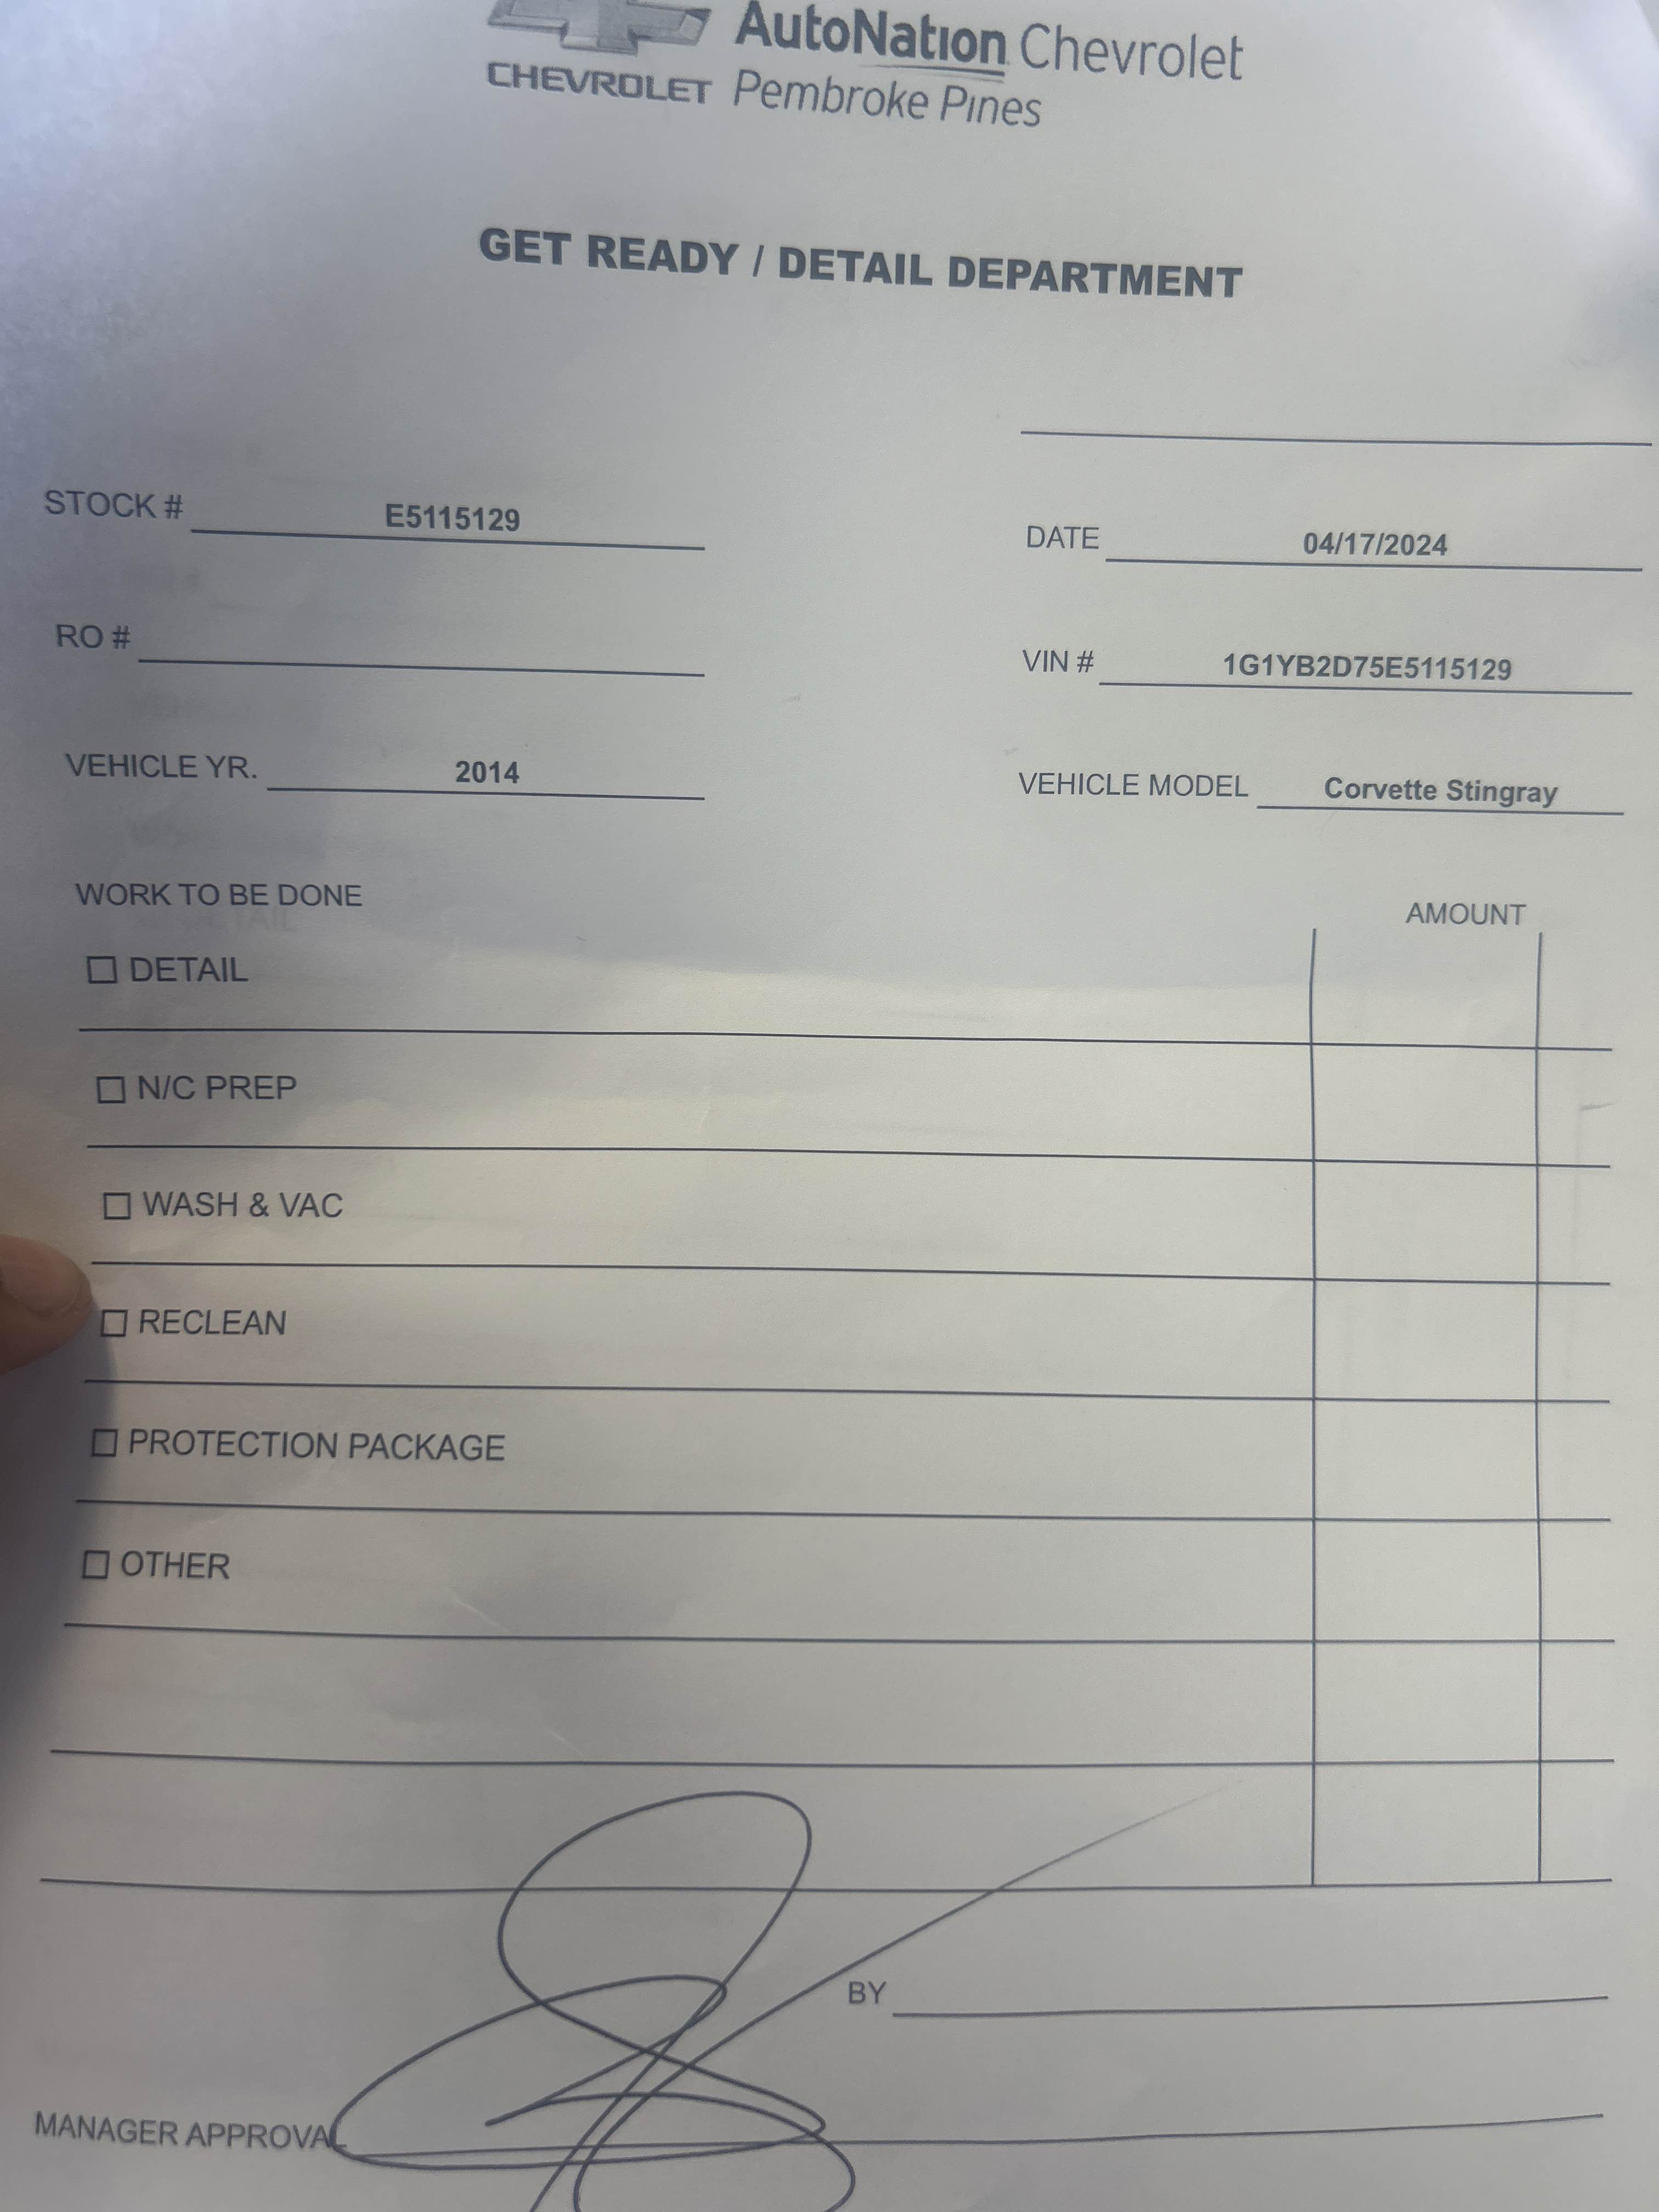 AutoNation Chevrolet
CHEVROLET Pembroke Pines
GET READY / DETAIL DEPARTMENT
STOCK # E5115129
DATE 04/17/2024
RO #
VIN # 1G1YB2D75E5115129
VEHICLE YR. 2014
VEHICLE MODEL Corvette Stingray
WORK TO BE DONE
AMOUNT
DETAIL
N/C PREP
WASH & VAC
RECLEAN
PROTECTION PACKAGE
OTHER
BY
MANAGER APPROVAL